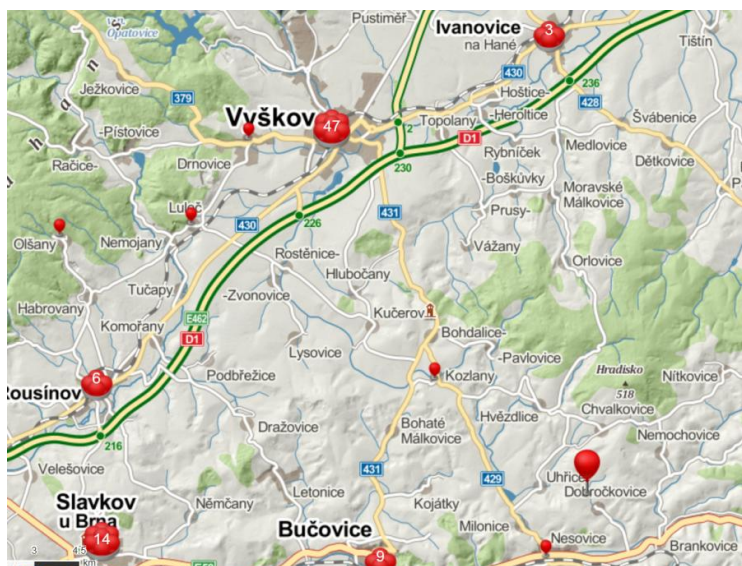 Pustiměř
Ivanovice
na Hané
3
Tištín
Opatovice
Ježkovice
379
430
236
Hoštice-
-Heroltice
428
Švábenice
Vyškov
47
2
Topolany
D1
-Pístovice
Drnovice
230
Rybníček
Medlovice
Dětkovice
Račice-
-Boškůvky
Moravské
Málkovice
Luleč
430
226
431
Prusy-
Olšany
Nemojany
Vážany
Rostěnice-
Orlovice
Hlubočany
Tučapy
-Zvonovice
Habrovany
E462
Kučerov
Komořany
D1
Bohdalice-
-Pavlovice
Lysovice
Hradisko
518
Nítkovice
6
Rousínov
Podbřežice
Kozlany
Chvalkovice
Hvězdlice
Bohaté
Málkovice
Dražovice
Nemochovice
216
Velešovice
431
429
Uhřice
Dobročkovice
Letonice
Slavkov
u Brna
Němčany
Kojátky
Bučovice
Milonice
14
Nesovice
Brankovice
9
3
4.5
km